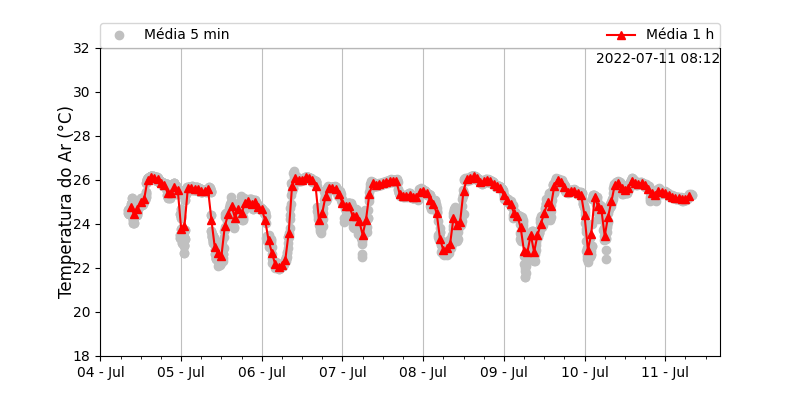 Média 5 min
Média 1 h
2022-07-11 08:12
Temperatura do Ar (°C)
32
30
28
26
24
22
20
18
04 - Jul
05 - Jul
06 - Jul
07 - Jul
08 - Jul
09 - Jul
10 - Jul
11 - Jul